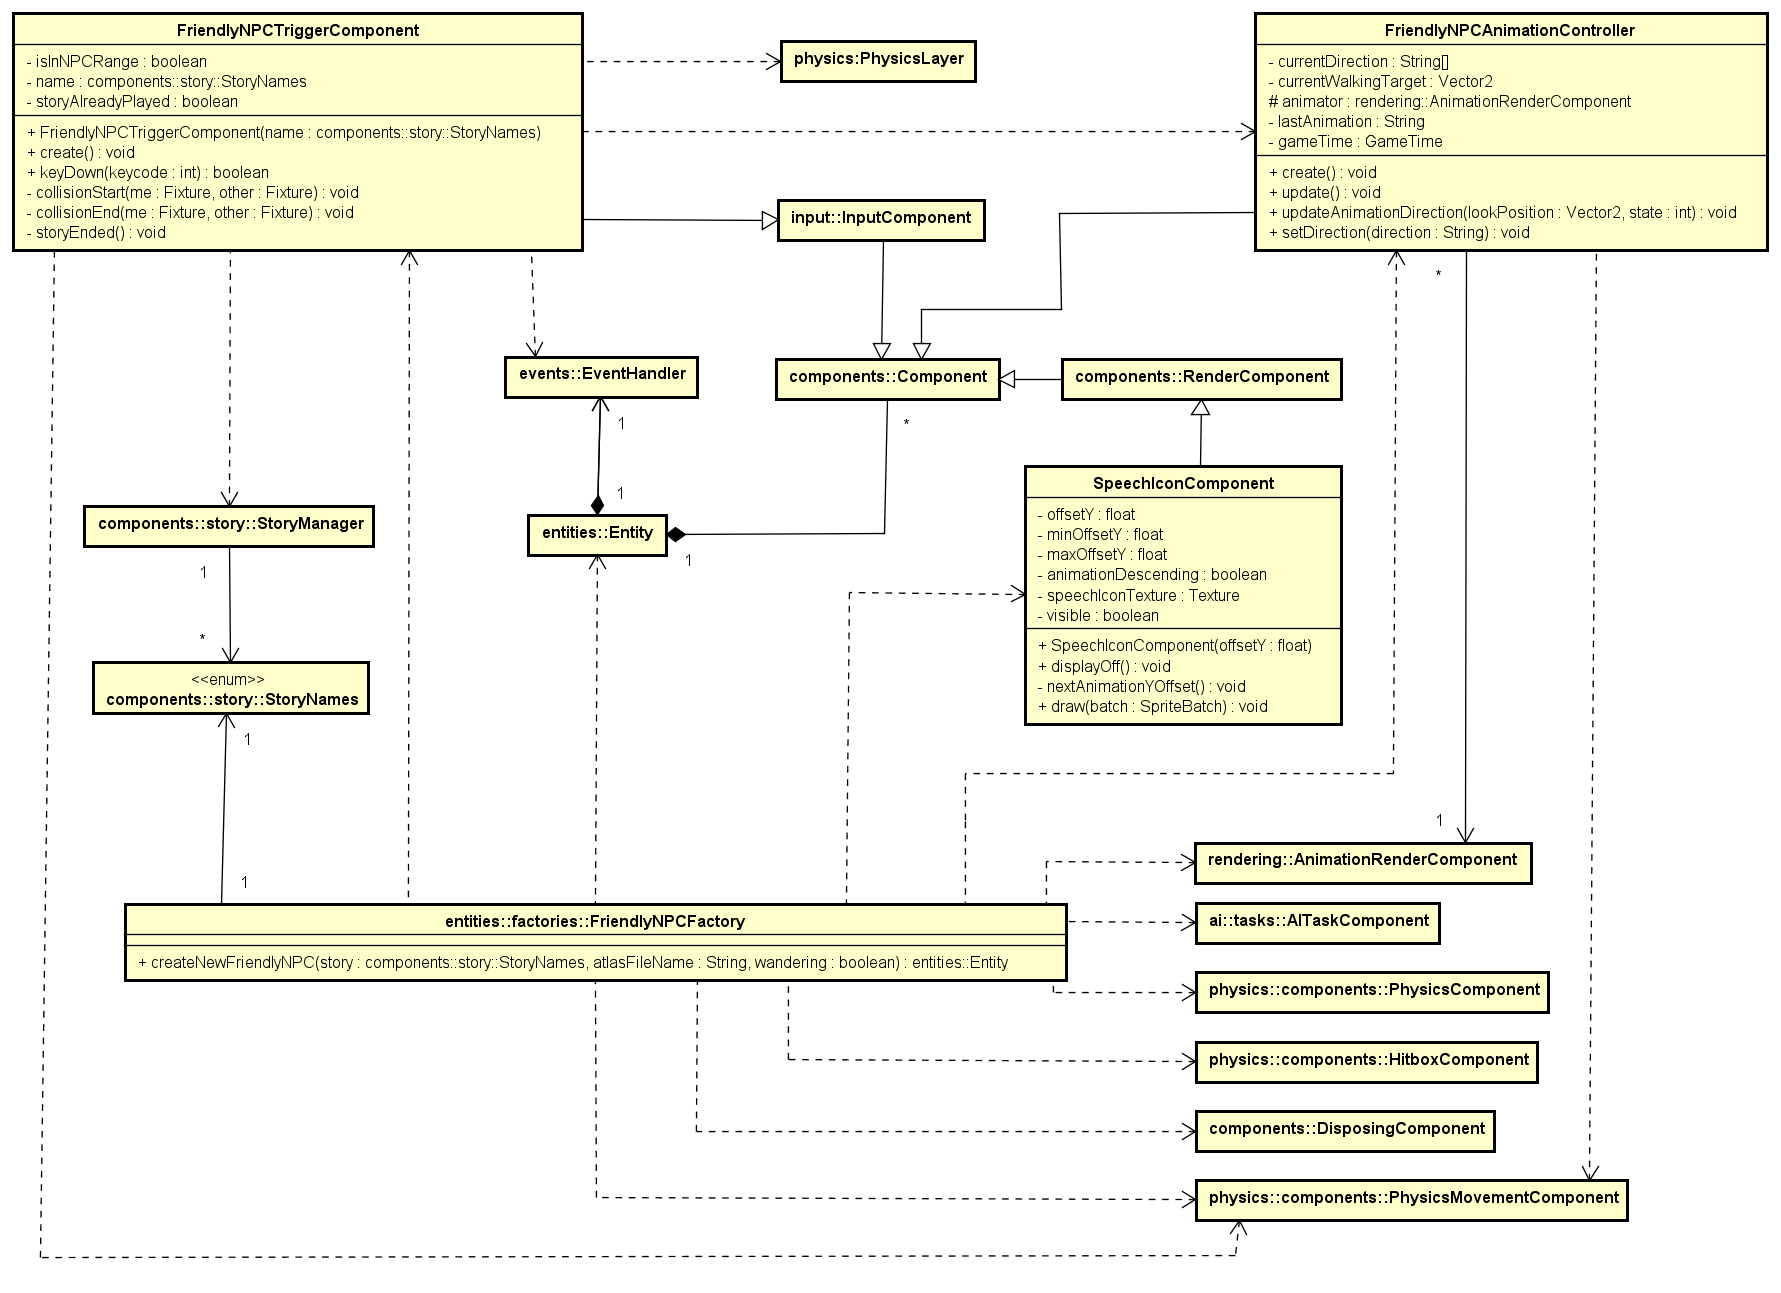 FriendlyNPCTriggerComponent
- isInNPCRange : boolean
- name : components::story::StoryNames
- storyAlreadyPlayed : boolean
+ FriendlyNPCTriggerComponent(name : components::story::StoryNames)
+ create() : void
+ keyDown(keycode : int) : boolean
- collisionStart(me : Fixture, other : Fixture) : void
- collisionEnd(me : Fixture, other : Fixture) : void
- storyEnded() : void
physics:PhysicsLayer
FriendlyNPCAnimationController
- currentDirection : String[]
- currentWalkingTarget : Vector2
# animator : rendering::AnimationRenderComponent
- lastAnimation : String
- gameTime : GameTime
+ create() : void
+ update() : void
+ updateAnimationDirection(lookPosition : Vector2, state : int) : void
+ setDirection(direction : String) : void
input::InputComponent
*
events::EventHandler
components::Component
components::RenderComponent
1
*
1
entities::Entity
1
SpeechIconComponent
- offsetY : float
- minOffsetY : float
- maxOffsetY : float
- animationDescending : boolean
- speechIconTexture : Texture
- visible : boolean
+ SpeechIconComponent(offsetY : float)
+ displayOff() : void
- nextAnimationYOffset() : void
+ draw(batch : SpriteBatch) : void
components::story::StoryManager
1
*
<<enum>>
components::story::StoryNames
1
1
1
entities::factories::FriendlyNPCFactory
+ createNewFriendlyNPC(story : components::story::StoryNames, atlasFileName : String, wandering : boolean) : entities::Entity
rendering::AnimationRenderComponent
ai::tasks::AITaskComponent
physics::components::PhysicsComponent
physics::components::HitboxComponent
components::DisposingComponent
physics::components::PhysicsMovementComponent